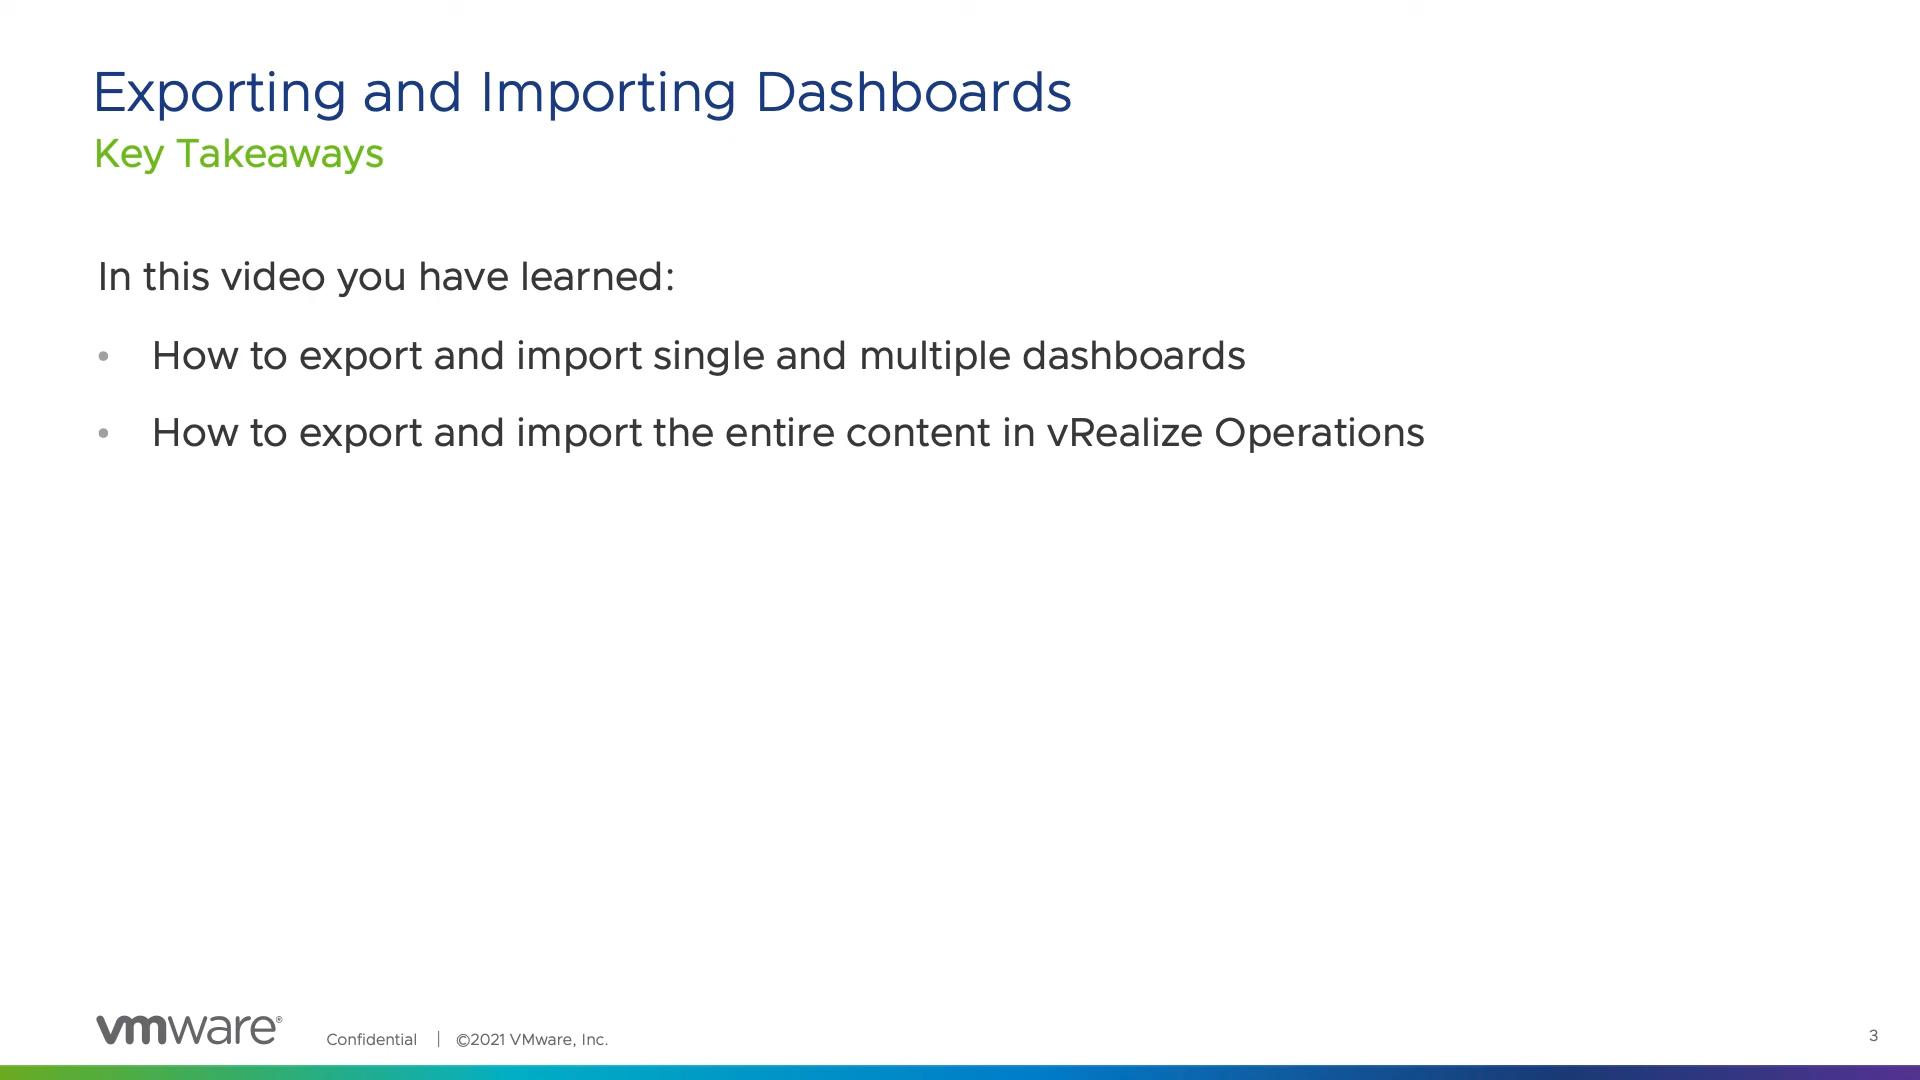 Exporting and Importing Dashboards
Key Takeaways
In this video you have learned:
• How to export and import single and multiple dashboards
• How to export and import the entire content in vRealize Operations
vmware®
Confidential | ©2021 VMware, Inc.
3